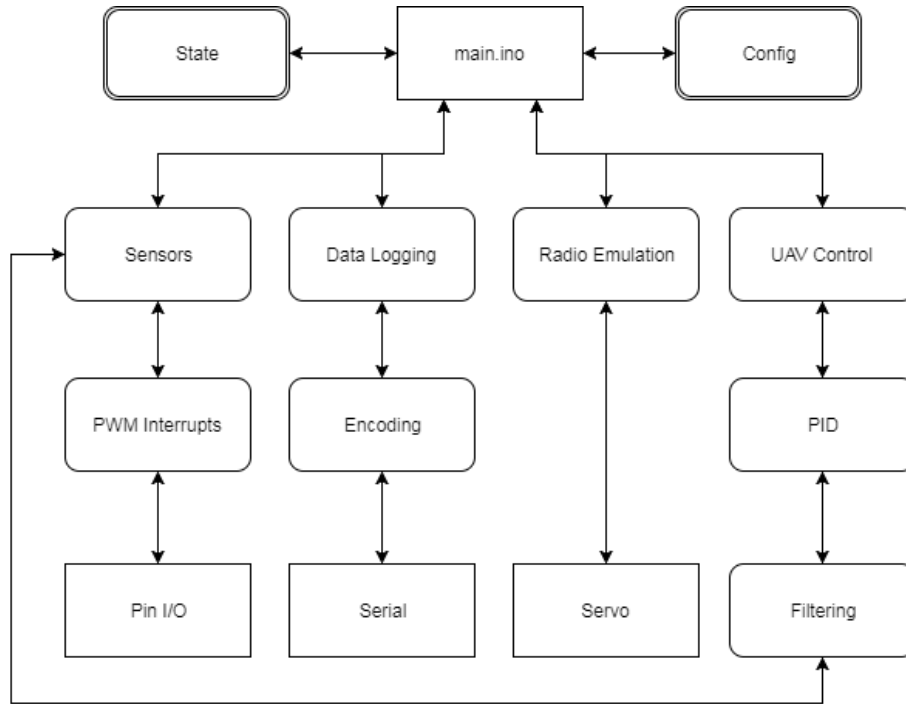 State
main.ino
Config
Sensors
Data Logging
Radio Emulation
UAV Control
PWM Interrupts
Encoding
PID
Pin I/O
Serial
Servo
Filtering